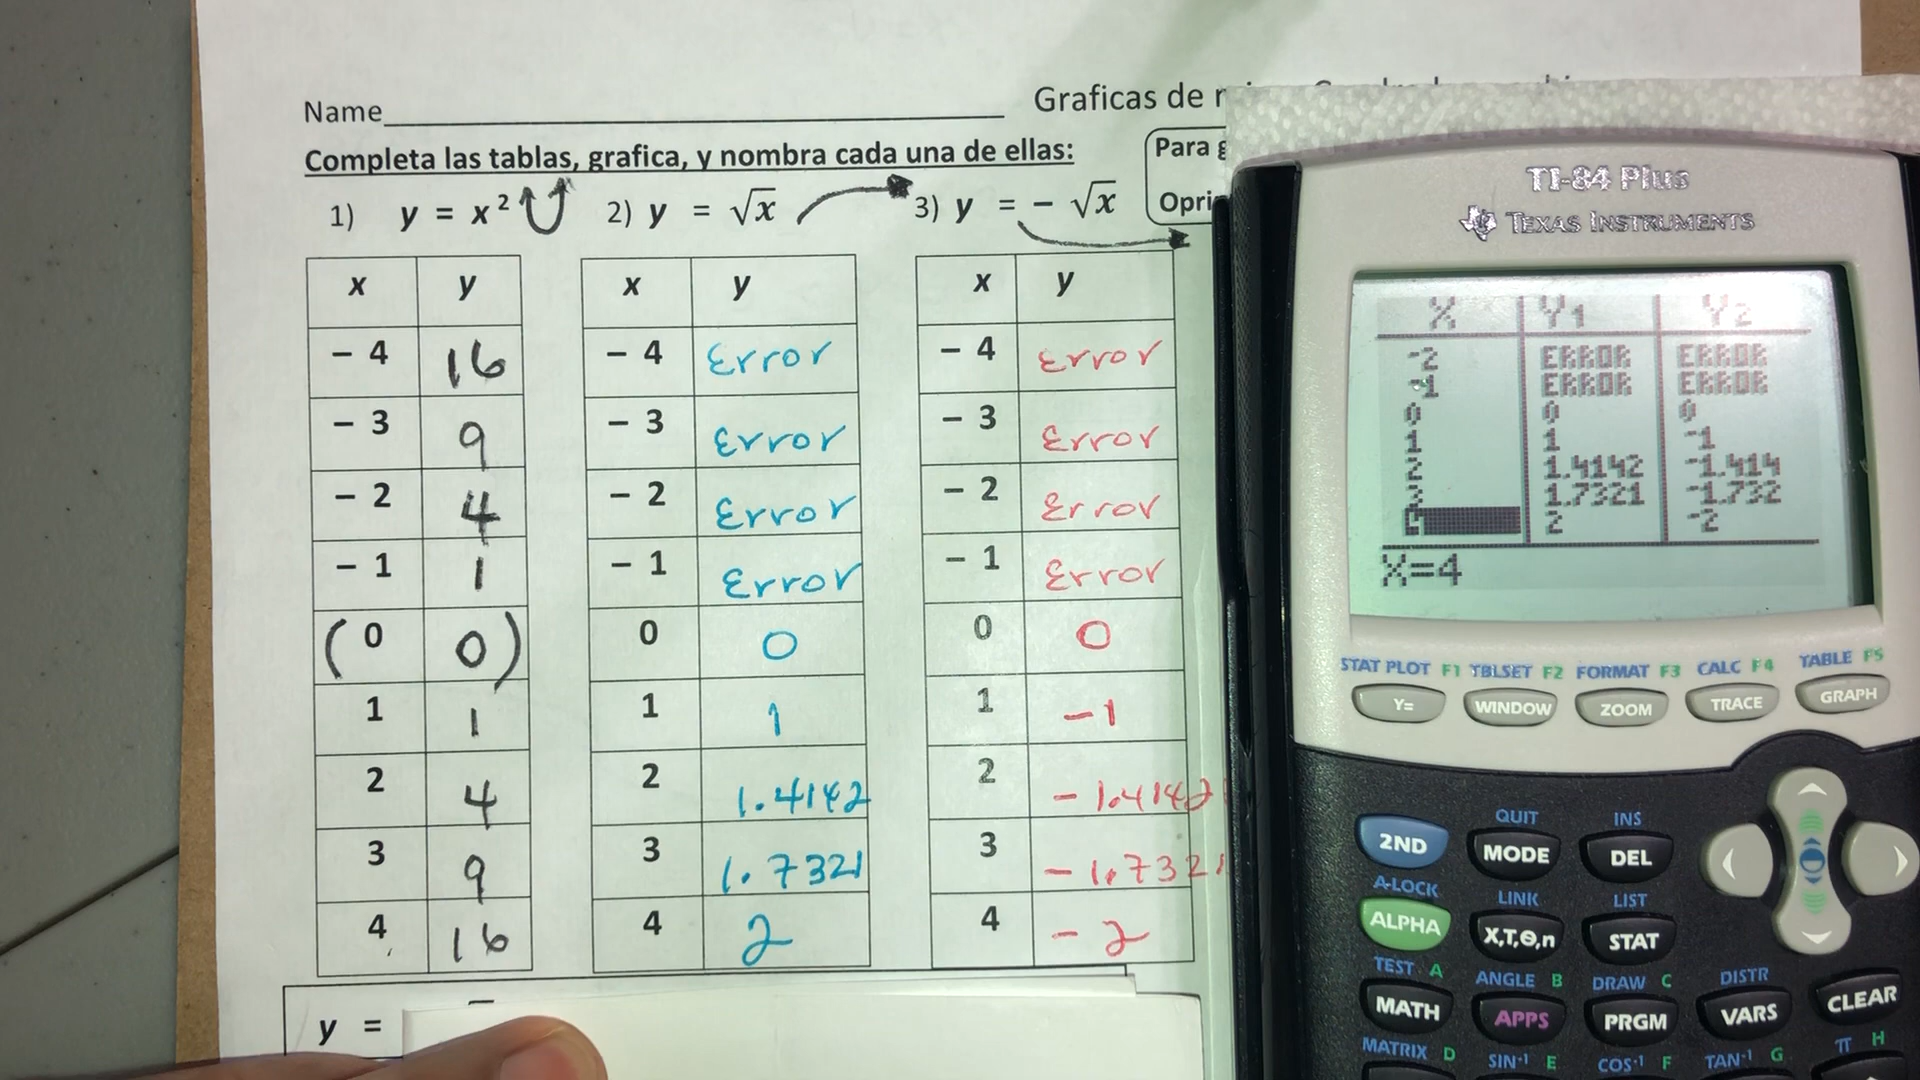 Name
Graficas de
Completa las tablas, grafica, y nombra cada una de ellas:
Para
1) y = x²
2) y = √x
3) y = − √x
x y
− 4 16
− 3 9
− 2 4
− 1 1
(0 0)
1 1
2 4
3 9
4 16
x y
− 4 Error
− 3 Error
− 2 Error
− 1 Error
0 0
1 1
2 1.4142
3 1.7321
4 2
x y
− 4 Error
− 3 Error
− 2 Error
− 1 Error
0 0
1 −1
2 −1.4142
3 −1.7321
4 −2
y =
TI-84 Plus
TEXAS INSTRUMENTS
X Y1 Y2
-2 ERROR ERROR
-1 ERROR ERROR
0 0 0
1 1 -1
2 1.4142 -1.414
3 1.7321 -1.732
4 2 -2
X=4
STAT PLOT F1 TBLSET F2 FORMAT F3 CALC F4 TABLE F5
Y= WINDOW ZOOM TRACE GRAPH
QUIT INS
2ND MODE DEL
A-LOCK LINK LIST
ALPHA X,T,Θ,n STAT
TEST A ANGLE B DRAW C DISTR
MATH APPS PRGM VARS CLEAR
MATRIX D SIN⁻¹ E COS⁻¹ F TAN⁻¹ G π H